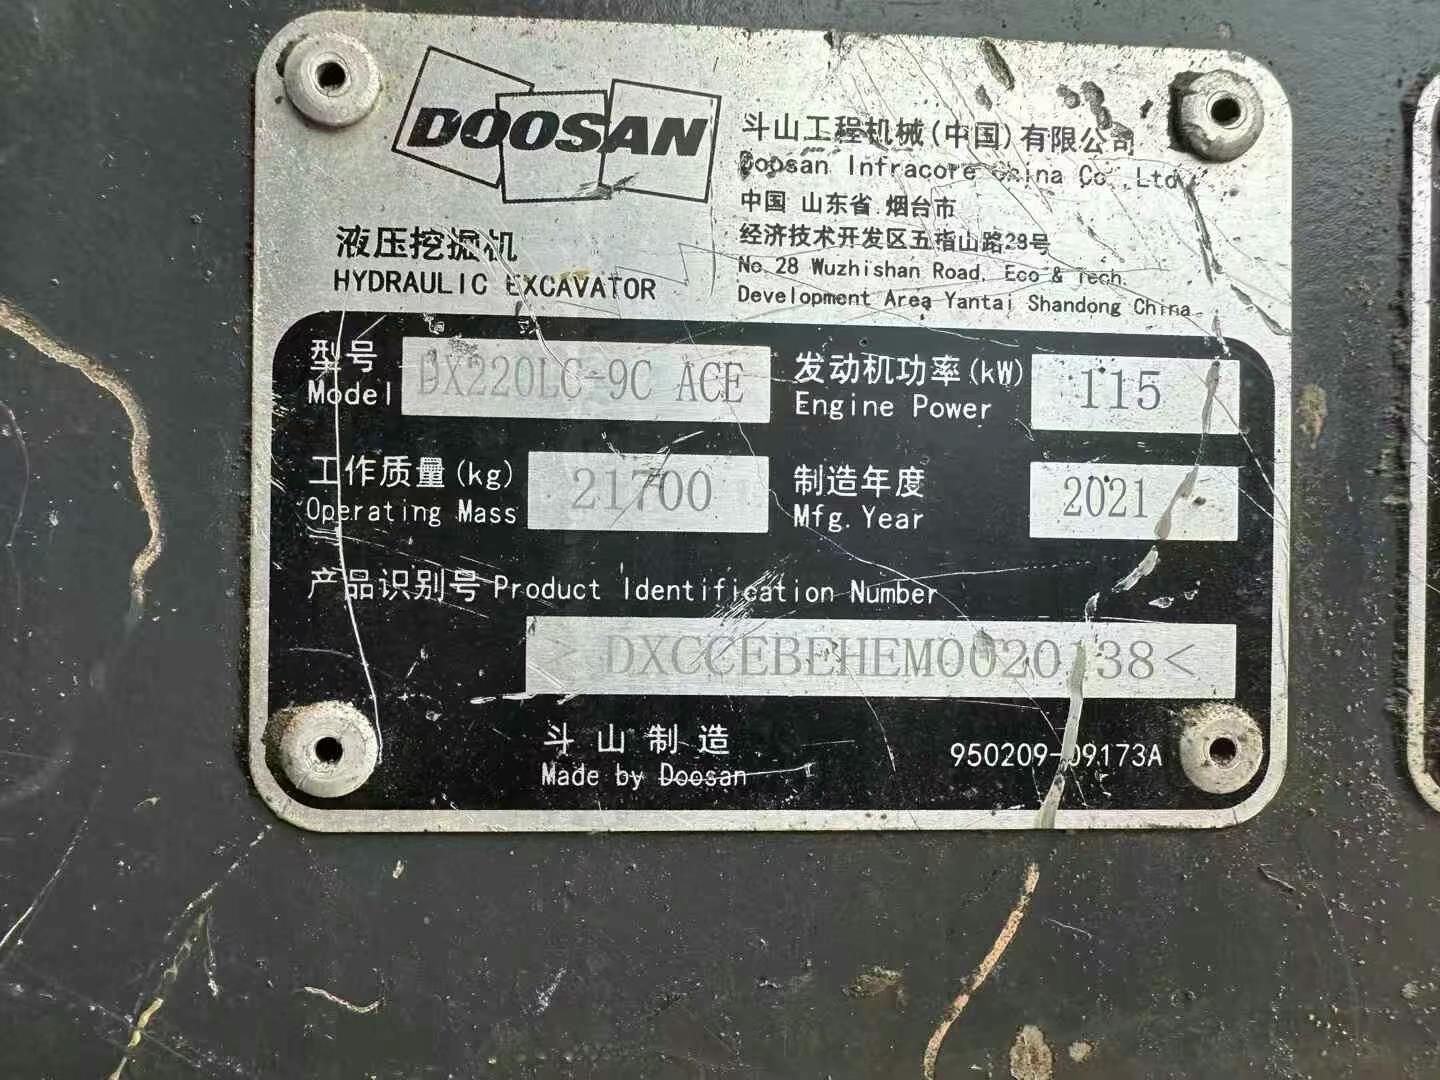 DOOSAN
斗山工程机械(中国)有限公司
Doosan Infracore China Co.,Ltd
中国 山东省 烟台市
经济技术开发区五指山路28号
No.28 Wuzhishan Road, Eco & Tech.
Development Area Yantai Shandong China
液压挖掘机
HYDRAULIC EXCAVATOR
型号 DX220LC-9C ACE 发动机功率(kW) 115
Model Engine Power
工作质量(kg) 21700 制造年度 2021
Operating Mass Mfg.Year
产品识别号 Product Identification Number
> DXCCEBEHEM0020138<
斗山制造
Made by Doosan
950209-09173A